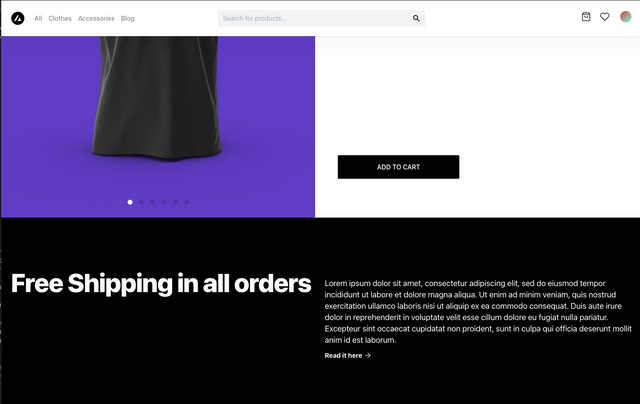 All Clothes Accessories Blog
Search for products...
ADD TO CART
Free Shipping in all orders
Lorem ipsum dolor sit amet, consectetur adipiscing elit, sed do eiusmod tempor
incididunt ut labore et dolore magna aliqua. Ut enim ad minim veniam, quis nostrud
exercitation ullamco laboris nisi ut aliquip ex ea commodo consequat. Duis aute irure
dolor in reprehenderit in voluptate velit esse cillum dolore eu fugiat nulla pariatur.
Excepteur sint occaecat cupidatat non proident, sunt in culpa qui officia deserunt mollit
anim id est laborum.
Read it here